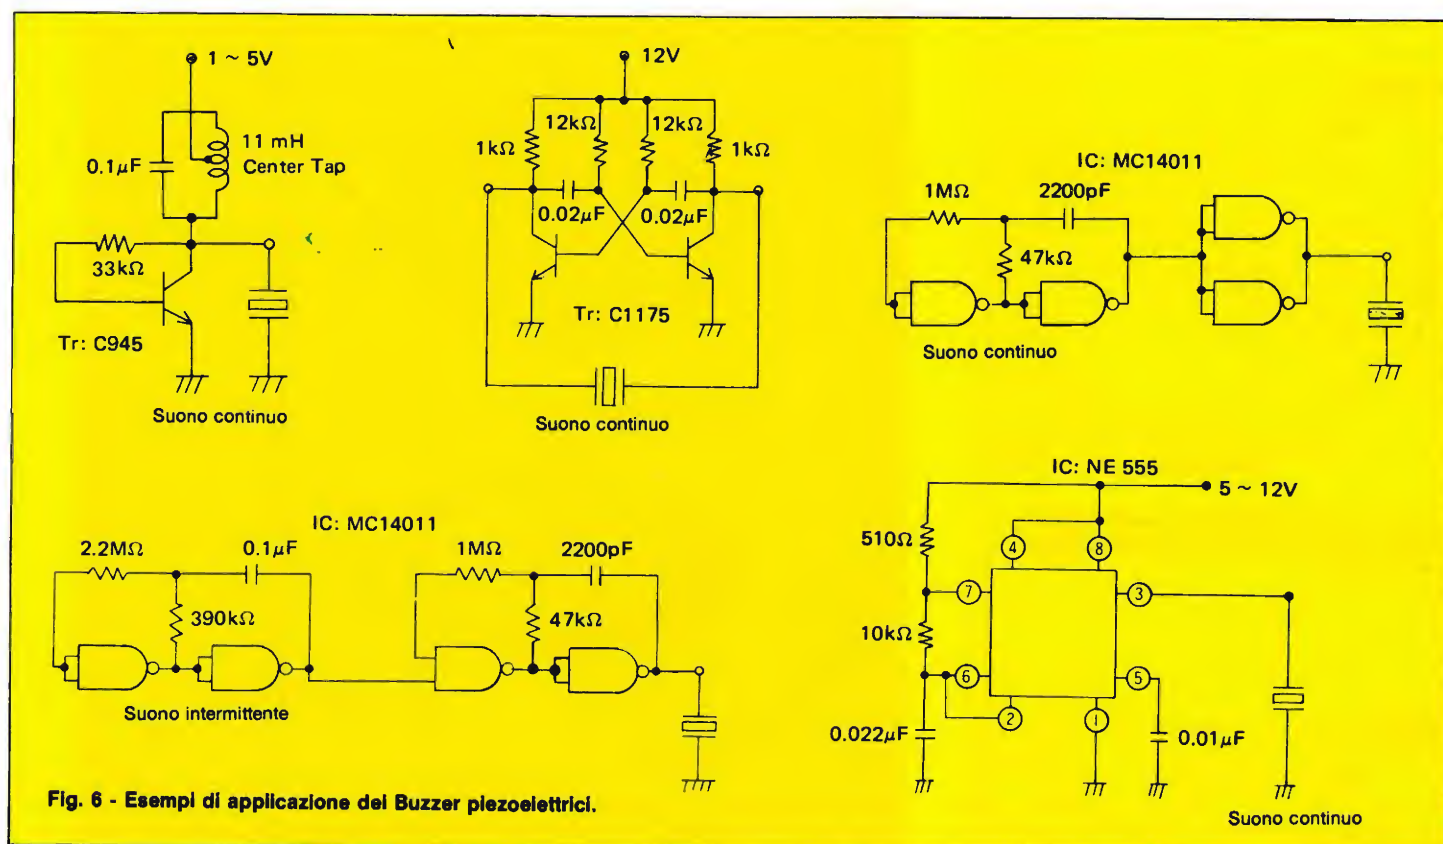 1 ~ 5V
0.1μF
11 mH
Center Tap
33kΩ
Tr: C945
Suono continuo
12V
1kΩ
12kΩ
12kΩ
1kΩ
0.02μF
0.02μF
Tr: C1175
Suono continuo
IC: MC14011
1MΩ
2200pF
47kΩ
Suono continuo
IC: MC14011
2.2MΩ
0.1μF
390kΩ
1MΩ
2200pF
47kΩ
Suono intermittente
IC: NE 555
5 ~ 12V
510Ω
4
8
7
3
10kΩ
6
5
2
1
0.022μF
0.01μF
Suono continuo
Fig. 6 - Esempi di applicazione dei Buzzer piezoelettrici.